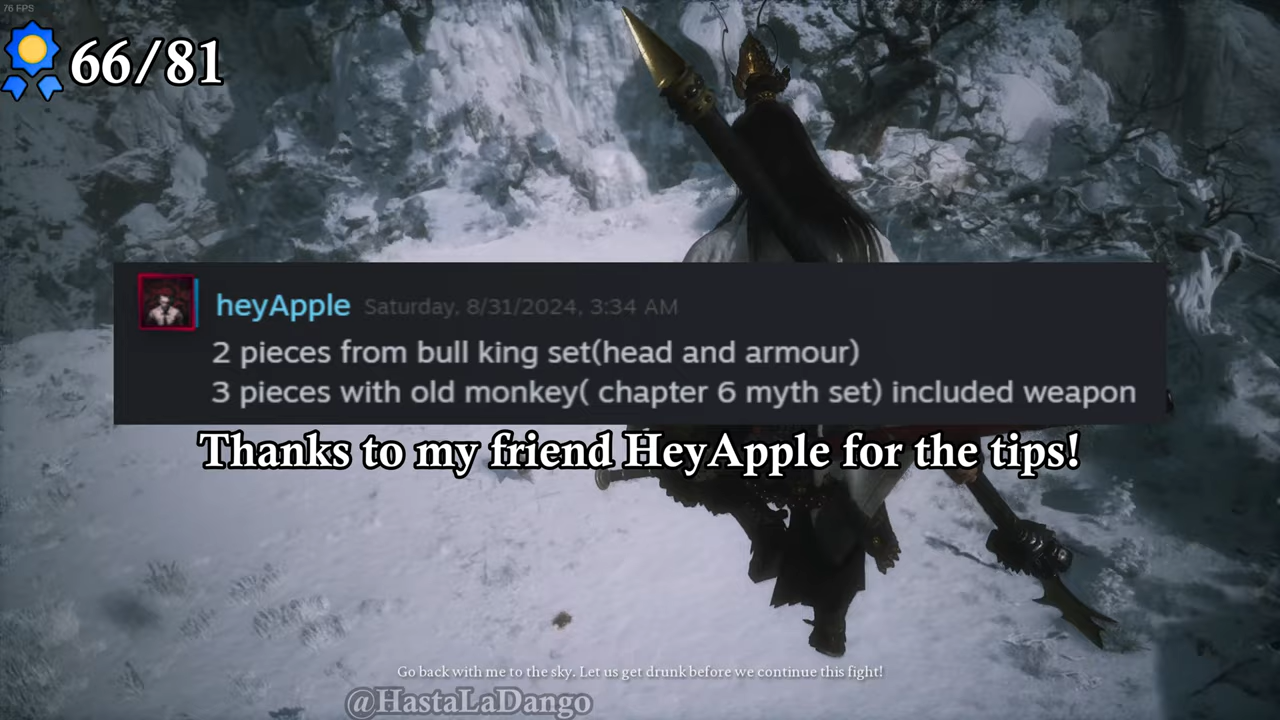 76 FPS
66/81
heyApple Saturday, 8/31/2024, 3:34 AM
2 pieces from bull king set(head and armour)
3 pieces with old monkey( chapter 6 myth set) included weapon
Thanks to my friend HeyApple for the tips!
Go back with me to the sky. Let us get drunk before we continue this fight!
@HastaLaDango